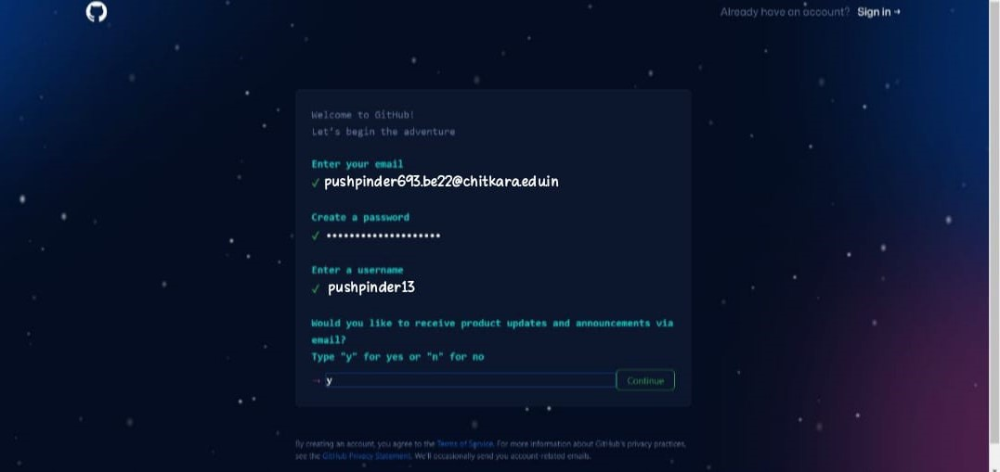 Already have an account? Sign in →
Welcome to GitHub!
Let's begin the adventure
Enter your email
✓ pushpinder693.be22@chitkara.edu.in
Create a password
✓ ••••••••••••••••••••
Enter a username
✓ pushpinder13
Would you like to receive product updates and announcements via
email?
Type "y" for yes or "n" for no
→ y Continue
By creating an account, you agree to the Terms of Service. For more information about GitHub's privacy practices,
see the GitHub Privacy Statement. We'll occasionally send you account-related emails.